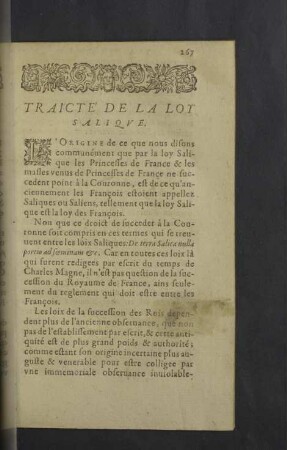 267
TRAICTE DE LA LOY
SALIQVE.
L'ORIGINE de ce que nous disons
communément que par la loy Sali-
que les Princesses de France & les
masles venus de Princesses de France ne suc-
cedent point à la Couronne, est de ce qu'an-
ciennement les François estoient appellez
Saliques ou Saliens, tellement que la loy Sali-
que est la loy des François.
Non que ce droict de succeder à la Cou-
ronne soit compris en ces termes qui se treu-
uent entre les lois Saliques: De terra Salica nulla
portio ad fœminam &c. Car en toutes ces loix là
qui furent redigees par escrit du temps de
Charles Magne, il n'est pas question de la suc-
cession du Royaume de France, ains seule-
ment du reglement qui doit estre entre les
François.
Les loix de la succession des Rois depen-
dent plus de l'ancienne obseruance, que non
pas de l'establissement par escrit, & cette anti-
quité est de plus grand poids & authorité;
comme estant son origine incertaine plus au-
guste & venerable pour estre colligee par
vne immemoriale obseruance inuiolable-